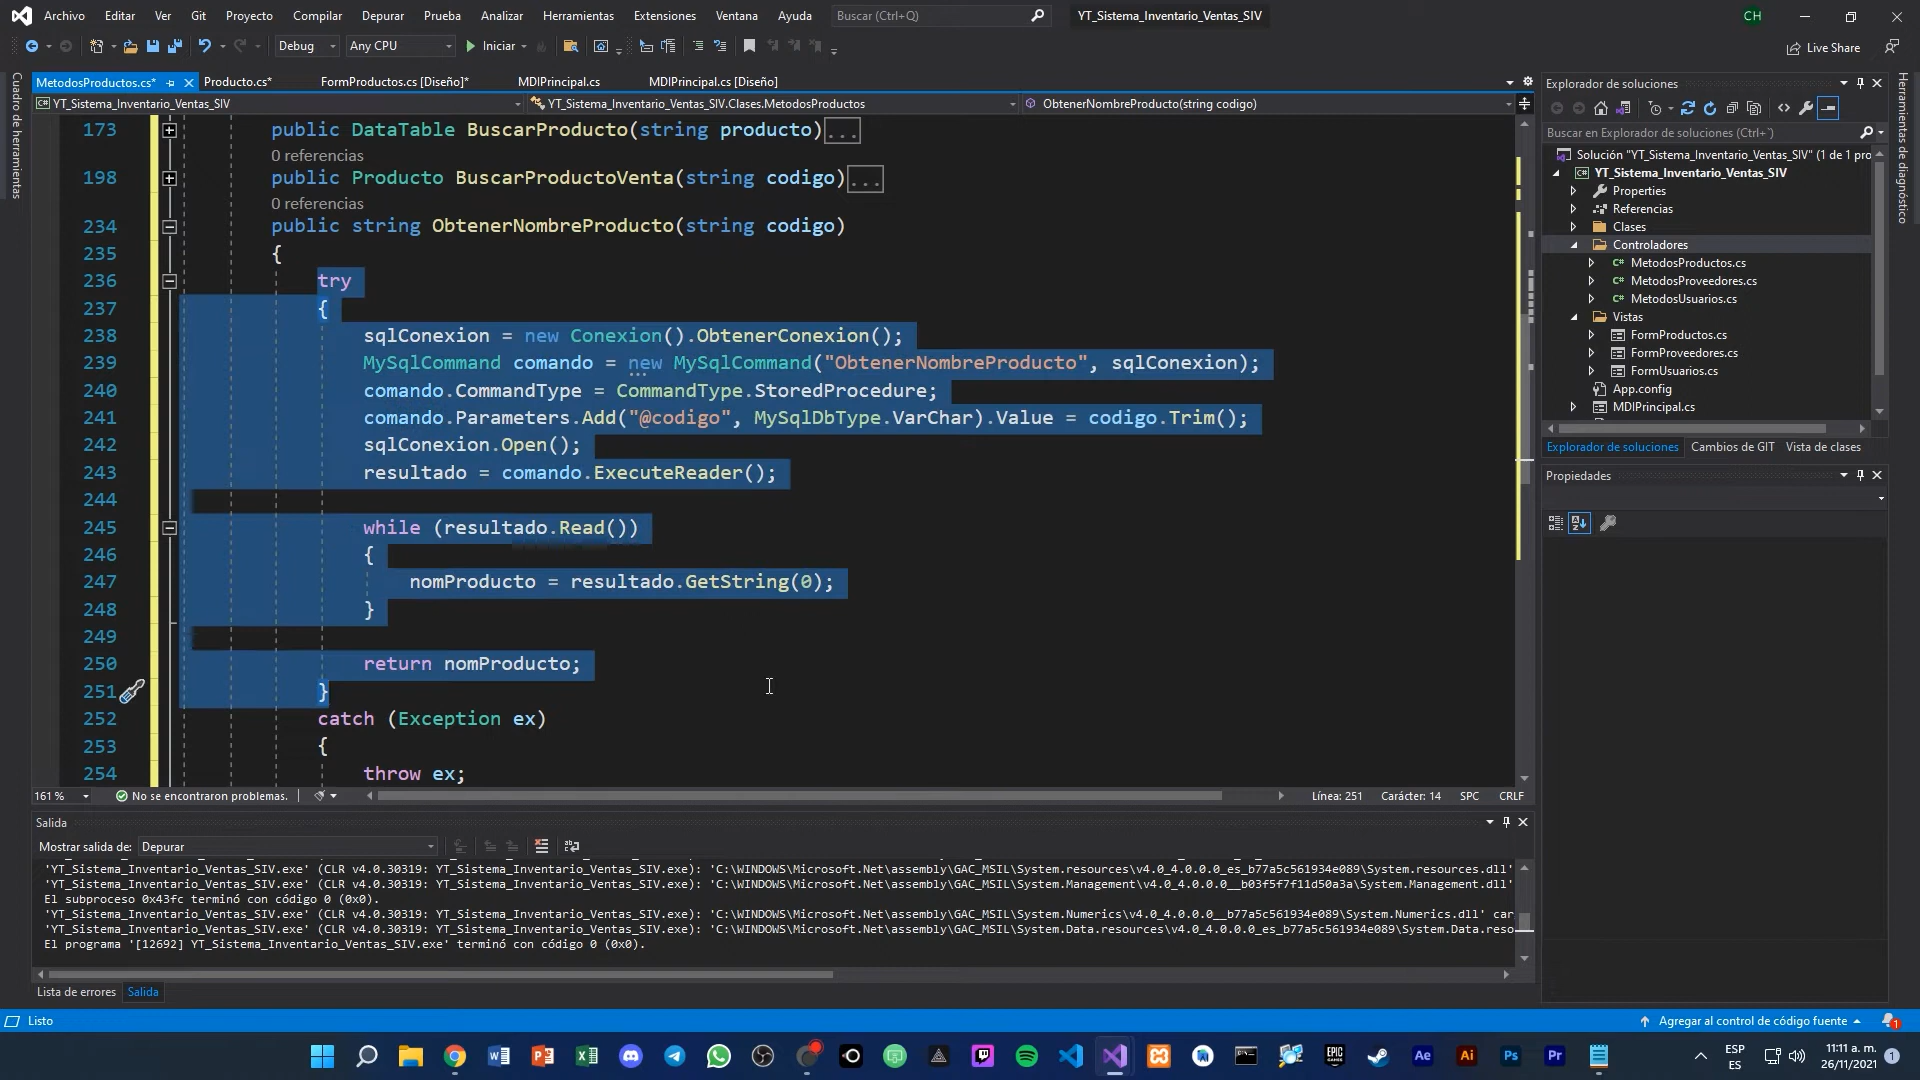 Archivo Editar Ver Git Proyecto Compilar Depurar Prueba Analizar Herramientas Extensiones Ventana Ayuda Buscar (Ctrl+Q) YT_Sistema_Inventario_Ventas_SIV CH
Debug Any CPU Iniciar Live Share
Cuadro de herramientas
MetodosProductos.cs* Producto.cs* FormProductos.cs [Diseño]* MDIPrincipal.cs MDIPrincipal.cs [Diseño]
YT_Sistema_Inventario_Ventas_SIV YT_Sistema_Inventario_Ventas_SIV.Clases.MetodosProductos ObtenerNombreProducto(string codigo)
173 public DataTable BuscarProducto(string producto)...
0 referencias
198 public Producto BuscarProductoVenta(string codigo)...
0 referencias
234 public string ObtenerNombreProducto(string codigo)
235 {
236 try
237 {
238 sqlConexion = new Conexion().ObtenerConexion();
239 MySqlCommand comando = new MySqlCommand("ObtenerNombreProducto", sqlConexion);
240 comando.CommandType = CommandType.StoredProcedure;
241 comando.Parameters.Add("@codigo", MySqlDbType.VarChar).Value = codigo.Trim();
242 sqlConexion.Open();
243 resultado = comando.ExecuteReader();
244
245 while (resultado.Read())
246 {
247 nomProducto = resultado.GetString(0);
248 }
249
250 return nomProducto;
251 }
252 catch (Exception ex)
253 {
254 throw ex;
161 % No se encontraron problemas. Línea: 251 Carácter: 14 SPC CRLF
Salida
Mostrar salida de: Depurar
'YT_Sistema_Inventario_Ventas_SIV.exe' (CLR v4.0.30319: YT_Sistema_Inventario_Ventas_SIV.exe): 'C:\WINDOWS\Microsoft.Net\assembly\GAC_MSIL\System.resources\v4.0_4.0.0.0_es_b77a5c561934e089\System.resources.dll'
'YT_Sistema_Inventario_Ventas_SIV.exe' (CLR v4.0.30319: YT_Sistema_Inventario_Ventas_SIV.exe): 'C:\WINDOWS\Microsoft.Net\assembly\GAC_MSIL\System.Management\v4.0_4.0.0.0__b03f5f7f11d50a3a\System.Management.dll'
El subproceso 0x43fc terminó con código 0 (0x0).
'YT_Sistema_Inventario_Ventas_SIV.exe' (CLR v4.0.30319: YT_Sistema_Inventario_Ventas_SIV.exe): 'C:\WINDOWS\Microsoft.Net\assembly\GAC_MSIL\System.Numerics\v4.0_4.0.0.0__b77a5c561934e089\System.Numerics.dll' car
'YT_Sistema_Inventario_Ventas_SIV.exe' (CLR v4.0.30319: YT_Sistema_Inventario_Ventas_SIV.exe): 'C:\WINDOWS\Microsoft.Net\assembly\GAC_MSIL\System.Data.resources\v4.0_4.0.0.0_es_b77a5c561934e089\System.Data.reso
El programa '[12692] YT_Sistema_Inventario_Ventas_SIV.exe' terminó con código 0 (0x0).
Lista de errores Salida
Explorador de soluciones
Buscar en Explorador de soluciones (Ctrl+¨)
Solución "YT_Sistema_Inventario_Ventas_SIV" (1 de 1 pro
YT_Sistema_Inventario_Ventas_SIV
Properties
Referencias
Clases
Controladores
MetodosProductos.cs
MetodosProveedores.cs
MetodosUsuarios.cs
Vistas
FormProductos.cs
FormProveedores.cs
FormUsuarios.cs
App.config
MDIPrincipal.cs
Explorador de soluciones Cambios de GIT Vista de clases
Propiedades
Herramientas de diagnóstico
Listo Agregar al control de código fuente 1
ESP
ES
11:11 a. m.
26/11/2021
1